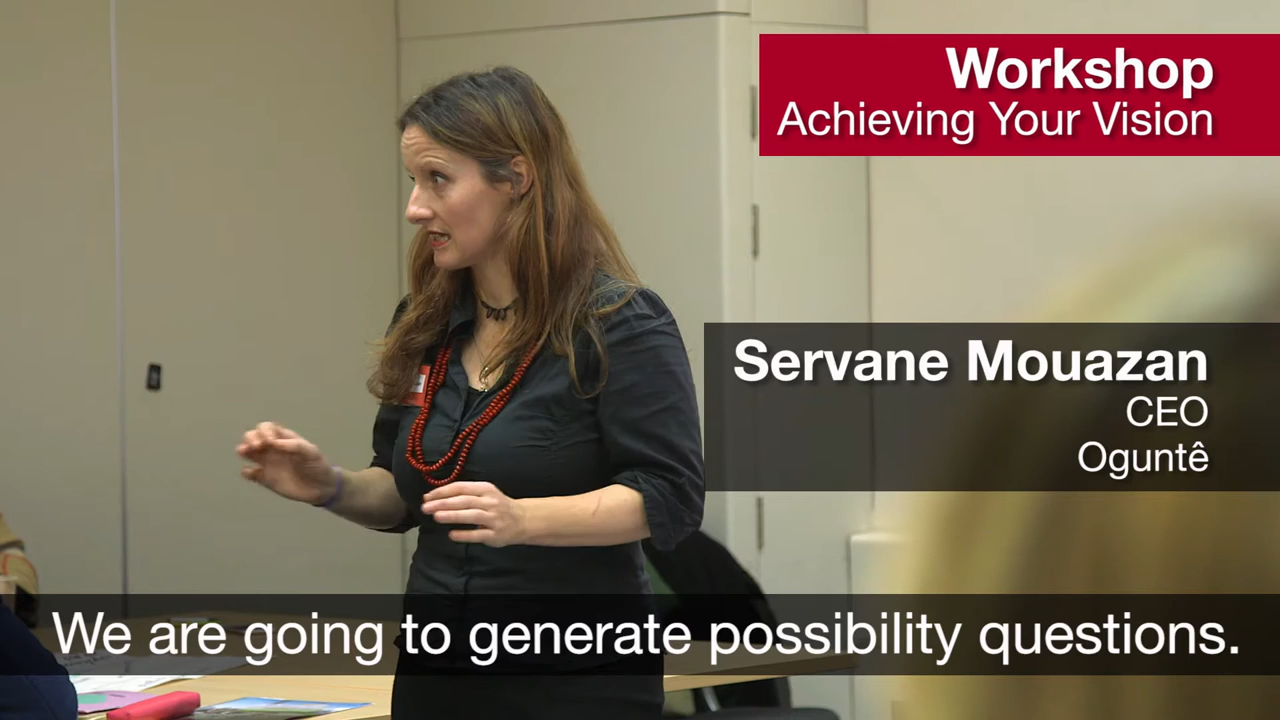 Workshop
Achieving Your Vision
Servane Mouazan
CEO
Oguntê
We are going to generate possibility questions.